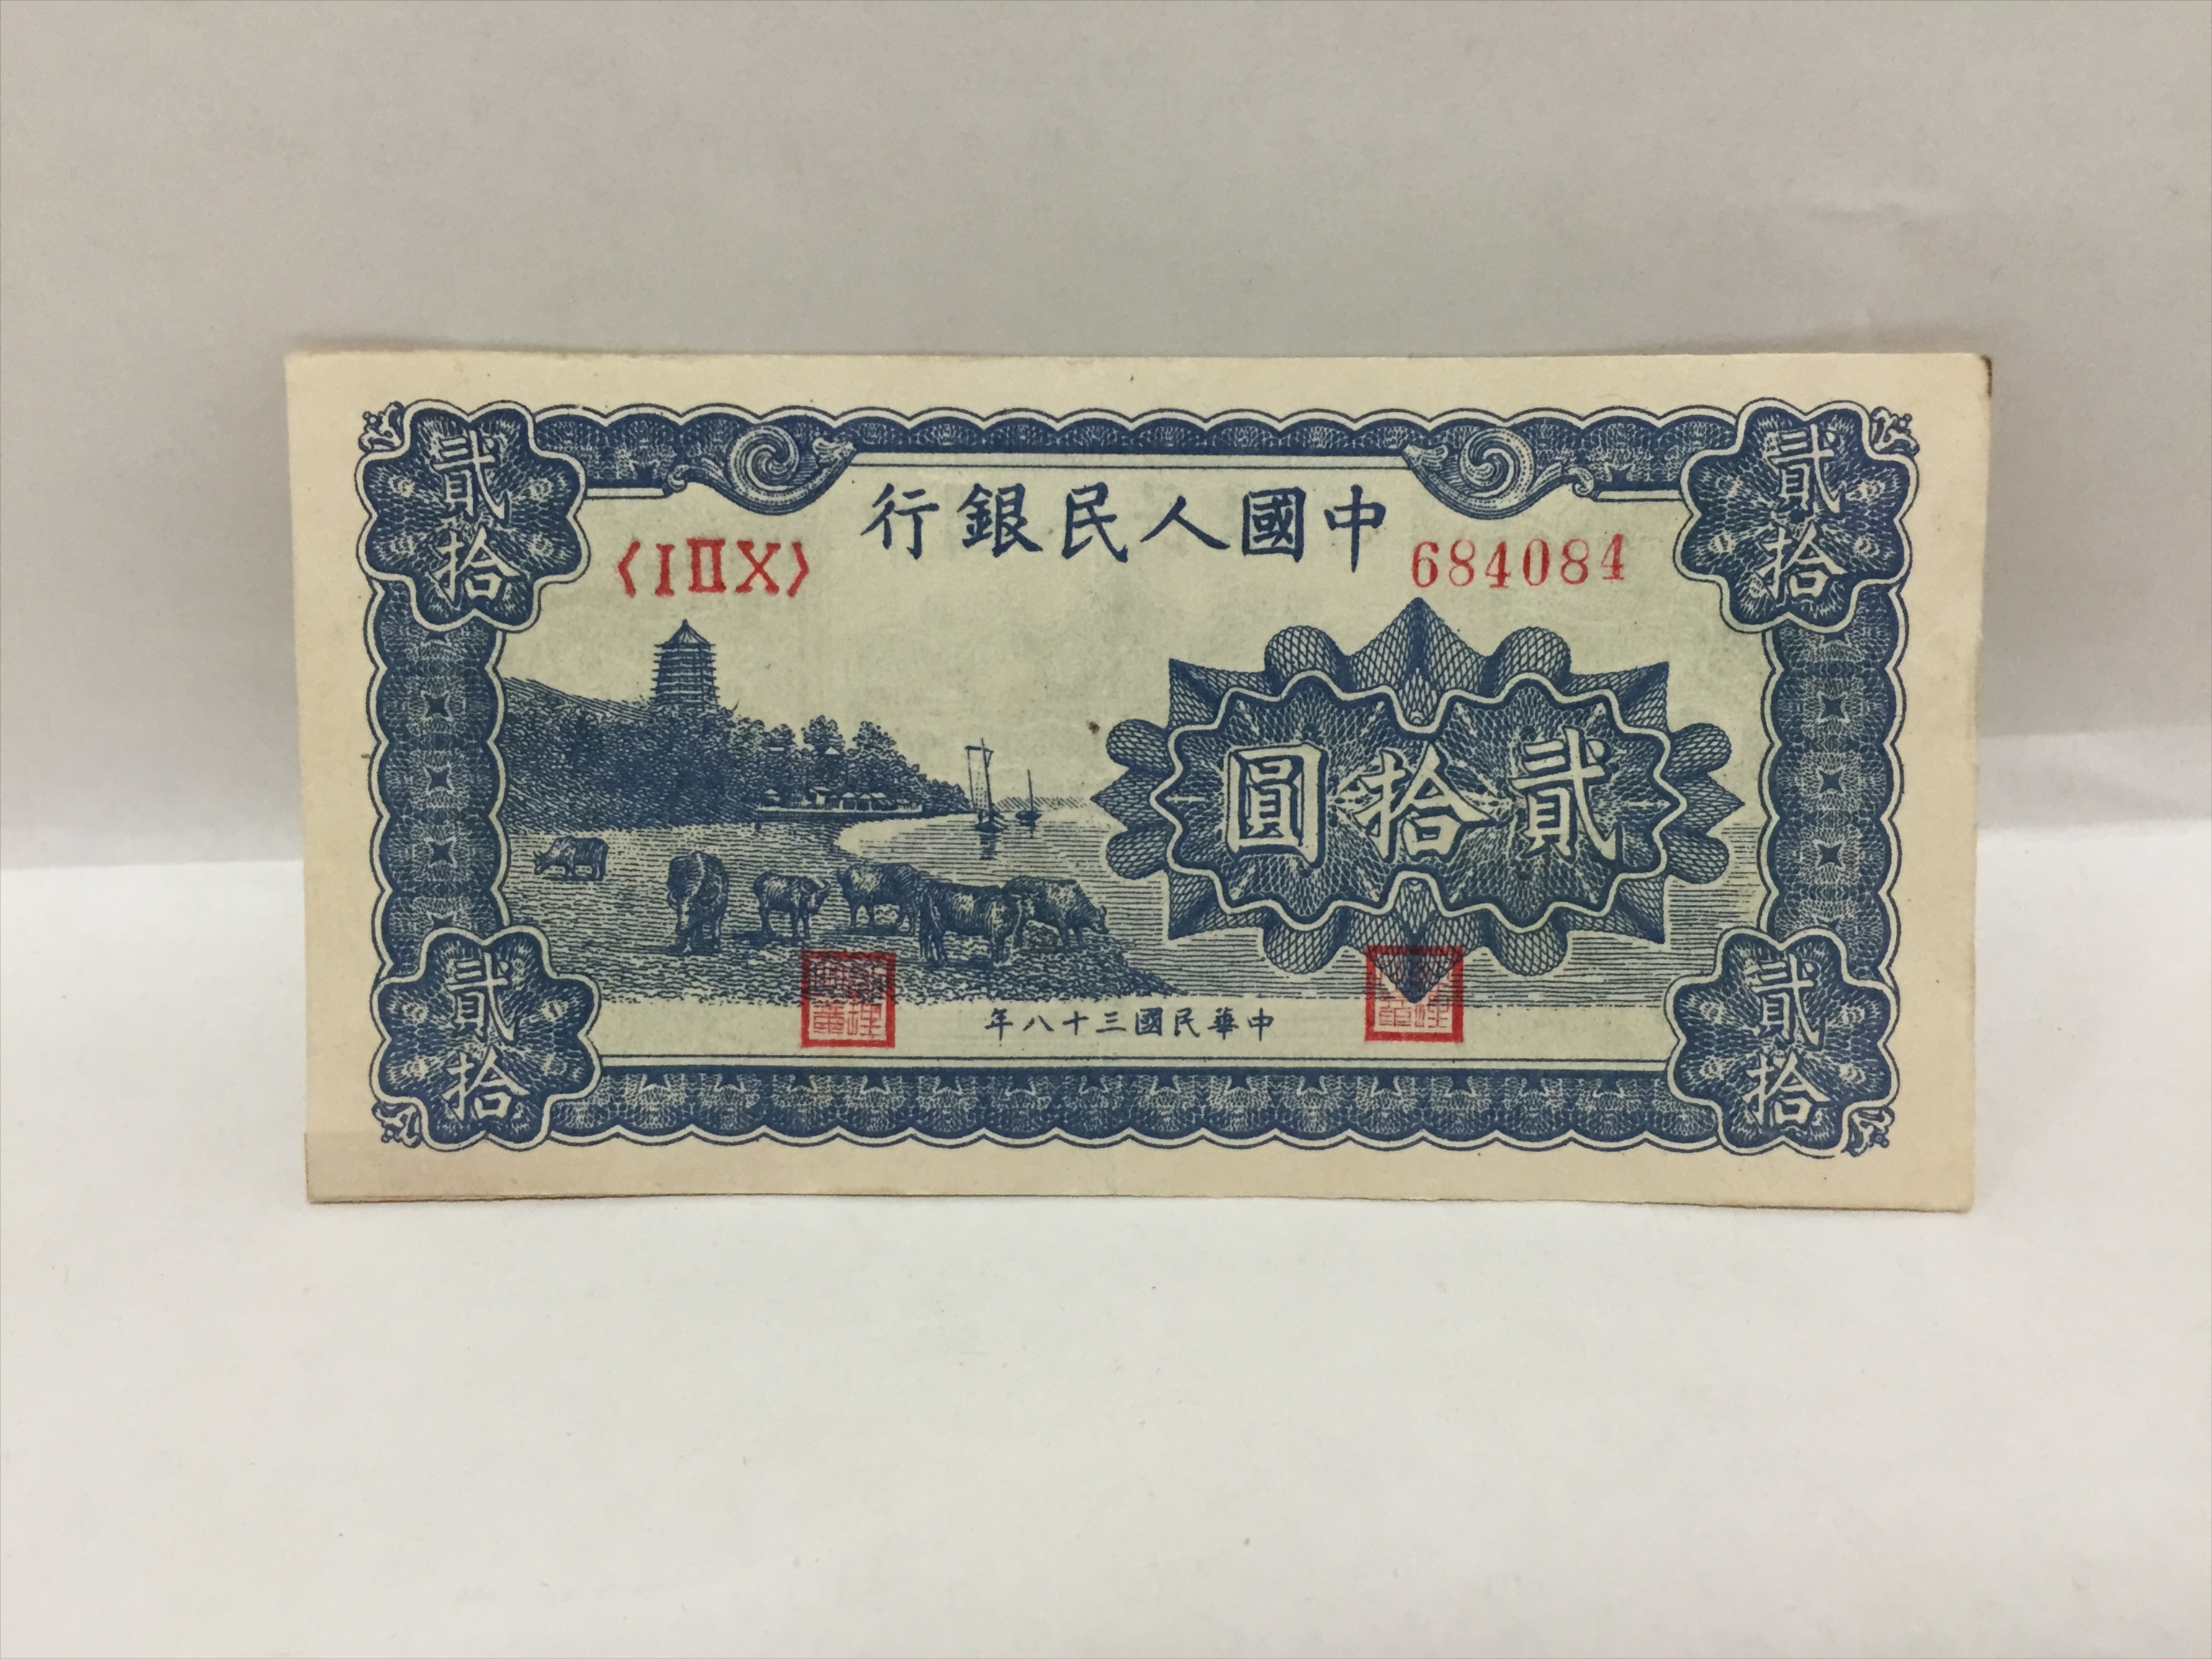 中國人民銀行
〈IⅡX〉
684084
貳拾
貳拾
貳拾圓
貳拾
貳拾
中華民國三十八年